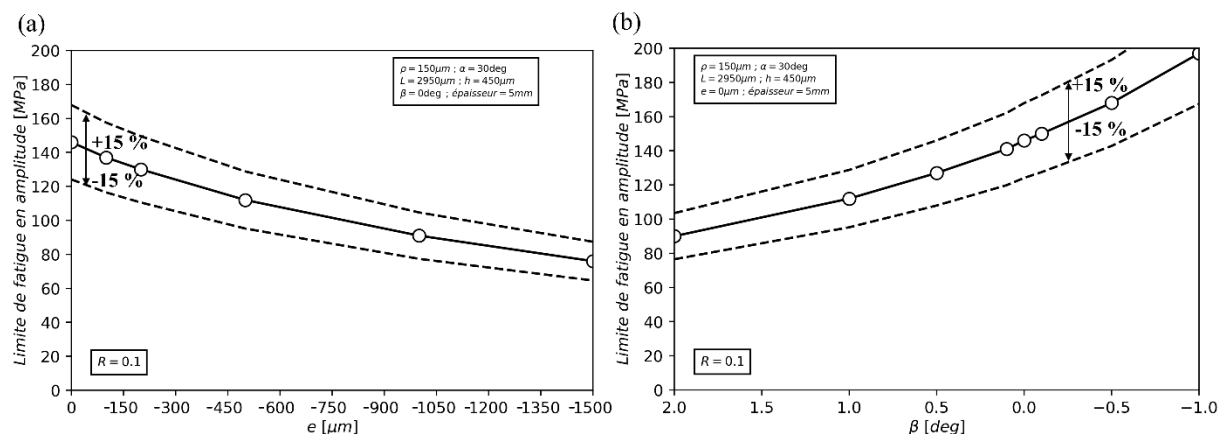 (a)
Limite de fatigue en amplitude [MPa]
200
180
160
140
120
100
80
60
40
20
0
ρ = 150μm ; α = 30deg
L = 2950μm ; h = 450μm
β = 0deg ; épaisseur = 5mm
+15 %
-15 %
R = 0.1
0 -150 -300 -450 -600 -750 -900 -1050 -1200 -1350 -1500
e [μm]
(b)
Limite de fatigue en amplitude [MPa]
200
180
160
140
120
100
80
60
40
20
0
ρ = 150μm ; α = 30deg
L = 2950μm ; h = 450μm
e = 0μm ; épaisseur = 5mm
+15 %
-15 %
R = 0.1
2.0 1.5 1.0 0.5 0.0 −0.5 −1.0
β [deg]